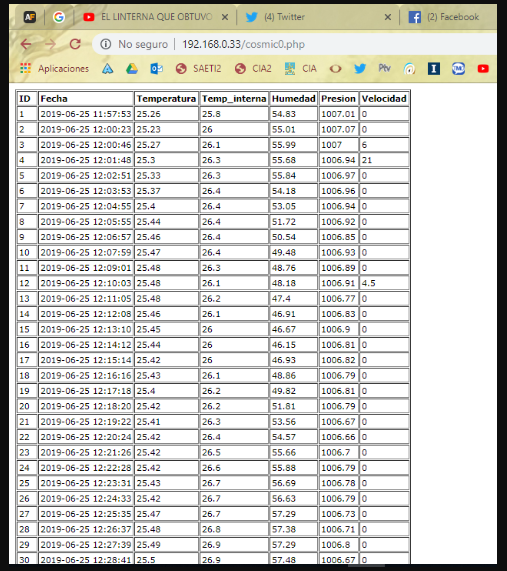 EL LINTERNA QUE OBTUVO
(4) Twitter
(2) Facebook
No seguro | 192.168.0.33/cosmic0.php
Aplicaciones SAETI2 CIA2 CIA Ptv
ID Fecha Temperatura Temp_interna Humedad Presion Velocidad
1 2019-06-25 11:57:53 25.26 25.8 54.83 1007.01 0
2 2019-06-25 12:00:23 25.23 26 55.01 1007.07 0
3 2019-06-25 12:00:46 25.27 26.1 55.99 1007 6
4 2019-06-25 12:01:48 25.3 26.3 55.68 1006.94 21
5 2019-06-25 12:02:51 25.33 26.3 55.84 1006.97 0
6 2019-06-25 12:03:53 25.37 26.4 54.18 1006.96 0
7 2019-06-25 12:04:55 25.4 26.4 53.05 1006.94 0
8 2019-06-25 12:05:55 25.44 26.4 51.72 1006.92 0
9 2019-06-25 12:06:57 25.46 26.4 50.54 1006.85 0
10 2019-06-25 12:07:59 25.47 26.4 49.48 1006.93 0
11 2019-06-25 12:09:01 25.48 26.3 48.76 1006.89 0
12 2019-06-25 12:10:03 25.48 26.1 48.18 1006.91 4.5
13 2019-06-25 12:11:05 25.48 26.2 47.4 1006.77 0
14 2019-06-25 12:12:08 25.46 26.1 46.91 1006.83 0
15 2019-06-25 12:13:10 25.45 26 46.67 1006.9 0
16 2019-06-25 12:14:12 25.44 26 46.15 1006.81 0
17 2019-06-25 12:15:14 25.42 26 46.93 1006.82 0
18 2019-06-25 12:16:16 25.43 26.1 48.86 1006.79 0
19 2019-06-25 12:17:18 25.4 26.2 49.82 1006.81 0
20 2019-06-25 12:18:20 25.42 26.2 51.81 1006.79 0
21 2019-06-25 12:19:22 25.41 26.3 53.56 1006.67 0
22 2019-06-25 12:20:24 25.42 26.4 54.57 1006.66 0
23 2019-06-25 12:21:26 25.42 26.5 55.66 1006.7 0
24 2019-06-25 12:22:28 25.42 26.6 55.88 1006.79 0
25 2019-06-25 12:23:31 25.43 26.7 56.69 1006.78 0
26 2019-06-25 12:24:33 25.42 26.7 56.63 1006.79 0
27 2019-06-25 12:25:35 25.47 26.7 57.29 1006.73 0
28 2019-06-25 12:26:37 25.48 26.8 57.38 1006.71 0
29 2019-06-25 12:27:39 25.49 26.9 57.29 1006.8 0
30 2019-06-25 12:28:41 25.5 26.9 57.48 1006.67 0